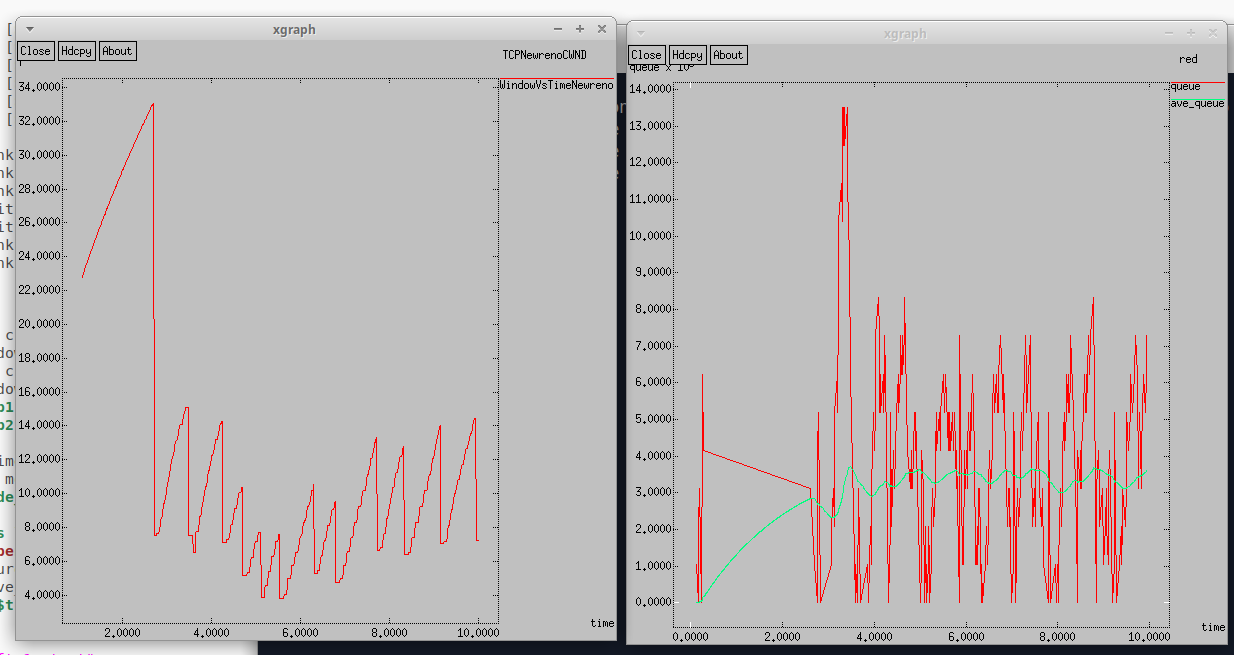 xgraph
Close Hdcpy About
TCPNewrenoCWND
WindowVsTimeNewreno
34.0000
32.0000
30.0000
28.0000
26.0000
24.0000
22.0000
20.0000
18.0000
16.0000
14.0000
12.0000
10.0000
8.0000
6.0000
4.0000
2.0000 4.0000 6.0000 8.0000 10.0000
time
xgraph
Close Hdcpy About
red
queue
ave_queue
14.0000
13.0000
12.0000
11.0000
10.0000
9.0000
8.0000
7.0000
6.0000
5.0000
4.0000
3.0000
2.0000
1.0000
0.0000
0.0000 2.0000 4.0000 6.0000 8.0000 10.0000
time